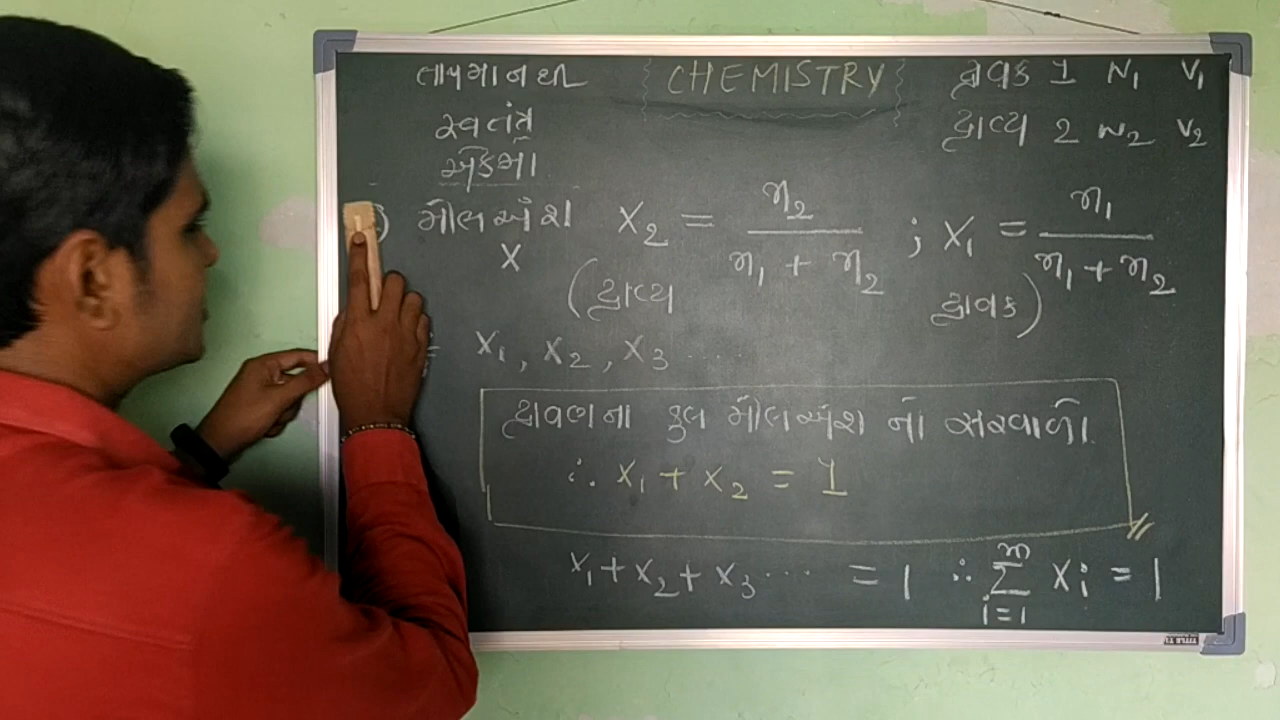 તાપમાનથી
સ્વતંત્ર
એકમો
CHEMISTRY
દ્રાવક 1 N₁ V₁
દ્રાવ્ય 2 N₂ V₂
) મોલઅંશ X₂ = n₂ / n₁ + n₂ ; X₁ = n₁ / n₁ + n₂
X
(દ્રાવ્ય દ્રાવક)
= X₁, X₂, X₃ ....
દ્રાવણના કુલ મોલઅંશ નો સરવાળો
∴ X₁ + X₂ = 1
X₁ + X₂ + X₃ .... = 1 ∴ n Σ i=1 Xi = 1